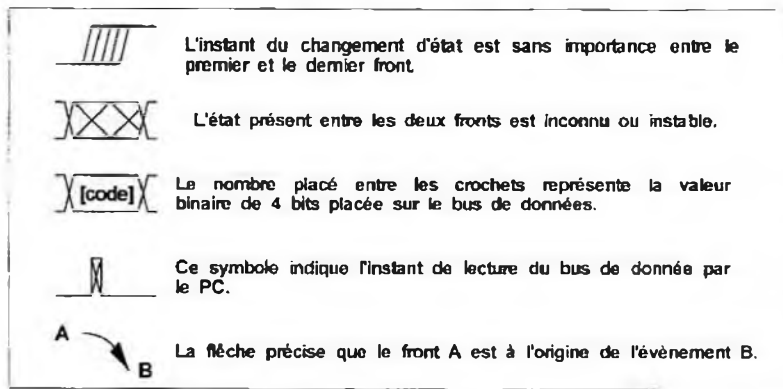 L'instant du changement d'état est sans importance entre le
premier et le dernier front.
L'état présent entre les deux fronts est inconnu ou instable.
[code]
Le nombre placé entre les crochets représente la valeur
binaire de 4 bits placée sur le bus de données.
Ce symbole indique l'instant de lecture du bus de donnée par
le PC.
A
B
La flêche précise que le front A est à l'origine de l'évènement B.